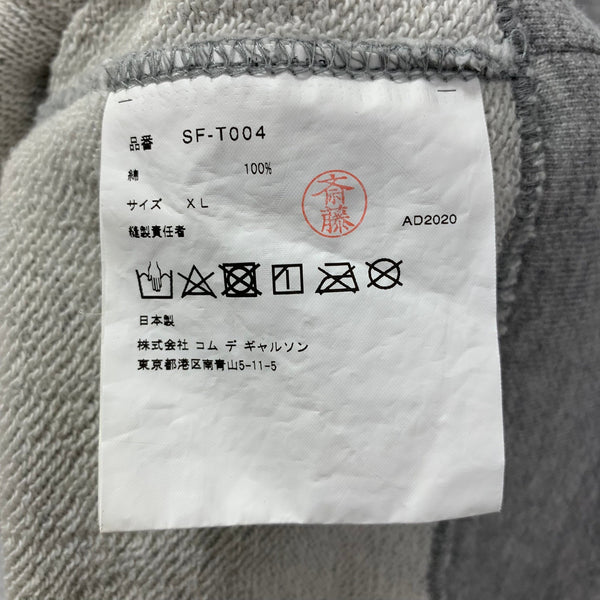 品番 SF-T004
綿 100%
サイズ XL
斎藤
縫製責任者 AD2020
日本製
株式会社 コム デ ギャルソン
東京都港区南青山5-11-5